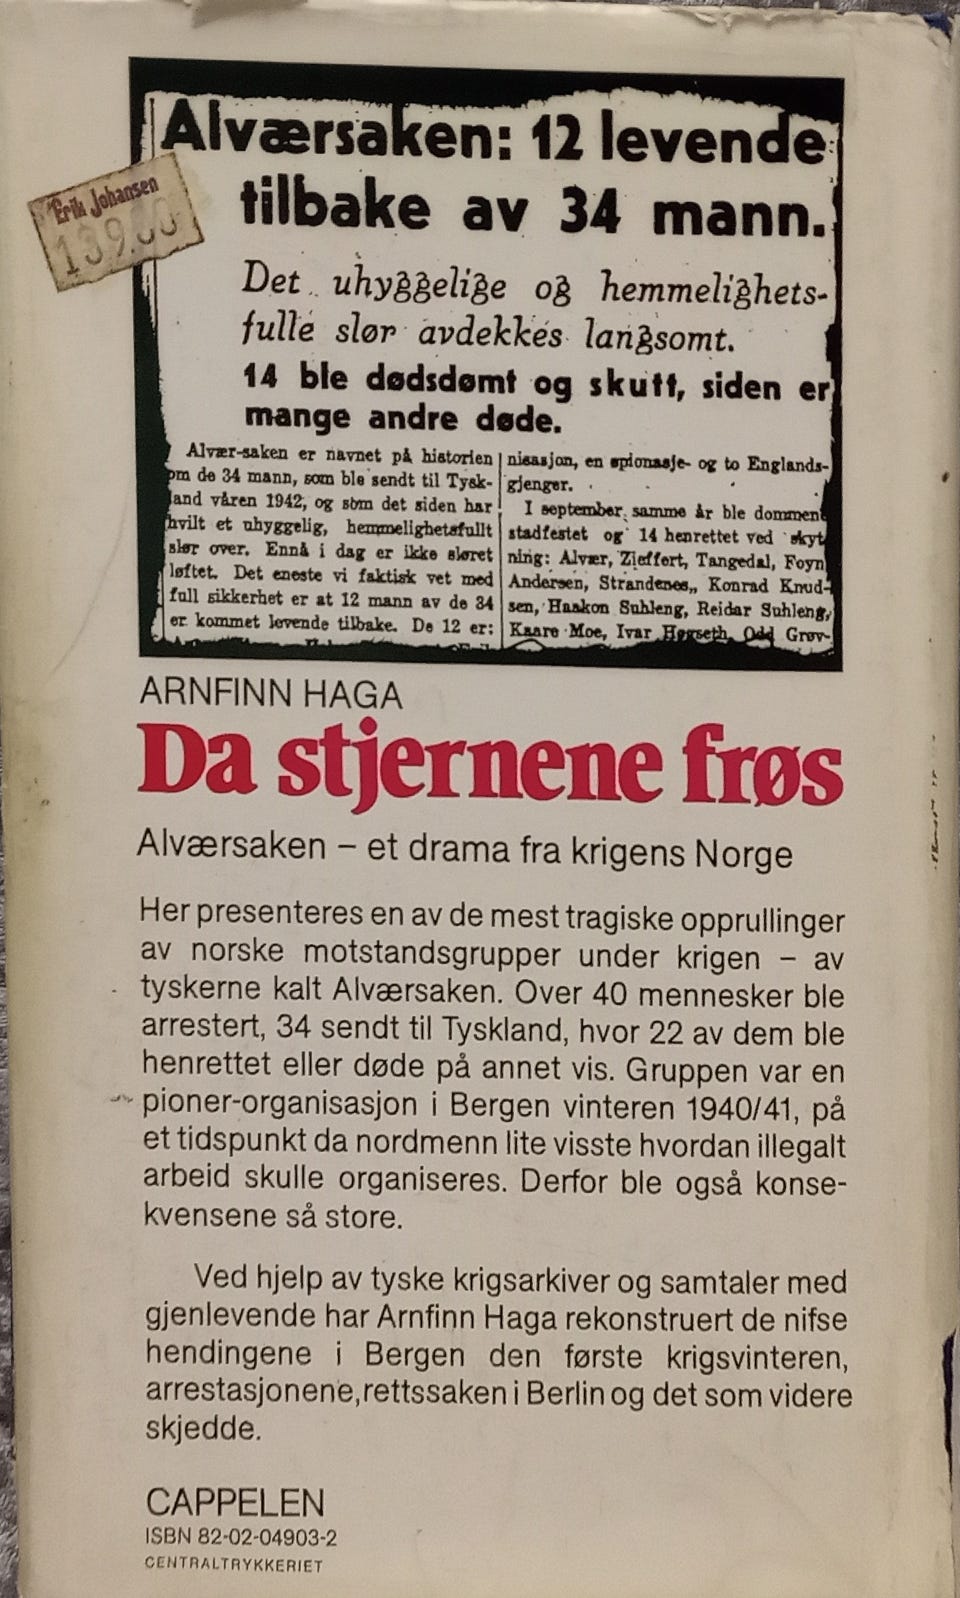 Alværsaken: 12 levende
tilbake av 34 mann.
Erik Johansen
139.00
Det uhyggelige og hemmelighets-
fulle slør avdekkes langsomt.
14 ble dødsdømt og skutt, siden er
mange andre døde.
Alvær-saken er navnet på historien
om de 34 mann, som ble sendt til Tysk-
land våren 1942, og som det siden har
hvilt et uhyggelig, hemmelighetsfullt
slør over. Ennå i dag er ikke sløret
løftet. Det eneste vi faktisk vet med
full sikkerhet er at 12 mann av de 34
er kommet levende tilbake. De 12 er:
nisasjon, en spionasje- og to Englands-
gjenger.
I september samme år ble dommen
stadfestet og 14 henrettet ved skyt
ning: Alvær, Zieffert, Tangedal, Foyn
Andersen, Strandenes,, Konrad Knud-
sen, Haakon Suhleng, Reidar Suhleng,
Kaare Moe, Ivar Høgseth, Odd Grøv-
ARNFINN HAGA
Da stjernene frøs
Alværsaken – et drama fra krigens Norge
Her presenteres en av de mest tragiske opprullinger
av norske motstandsgrupper under krigen – av
tyskerne kalt Alværsaken. Over 40 mennesker ble
arrestert, 34 sendt til Tyskland, hvor 22 av dem ble
henrettet eller døde på annet vis. Gruppen var en
pioner-organisasjon i Bergen vinteren 1940/41, på
et tidspunkt da nordmenn lite visste hvordan illegalt
arbeid skulle organiseres. Derfor ble også konse-
kvensene så store.
Ved hjelp av tyske krigsarkiver og samtaler med
gjenlevende har Arnfinn Haga rekonstruert de nifse
hendingene i Bergen den første krigsvinteren,
arrestasjonene, rettssaken i Berlin og det som videre
skjedde.
CAPPELEN
ISBN 82-02-04903-2
CENTRALTRYKKERIET